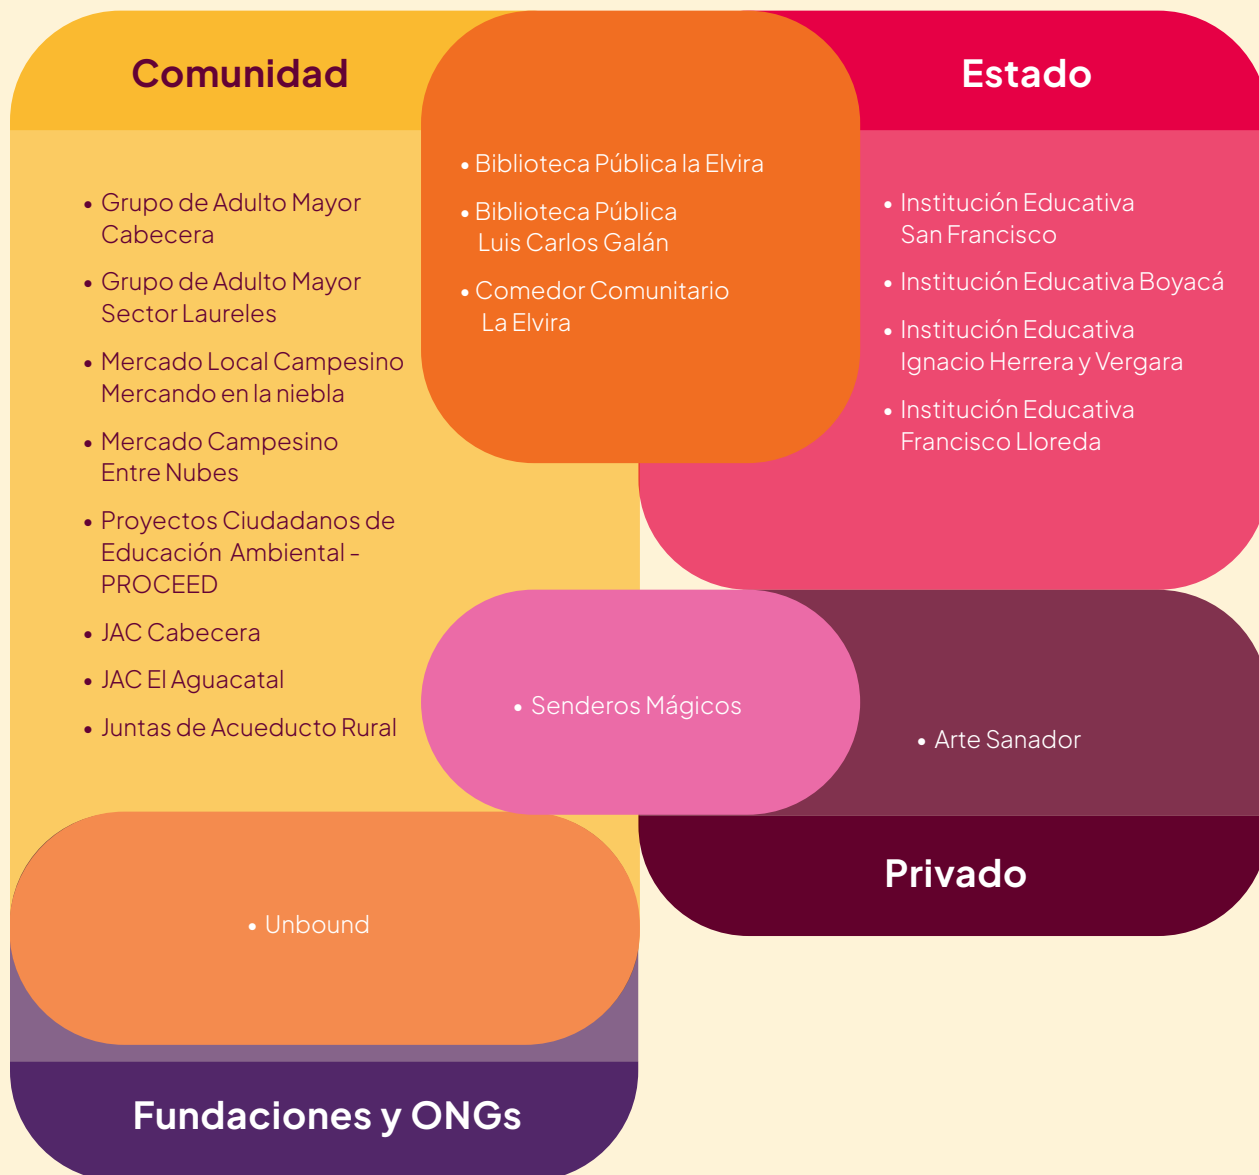 Comunidad
• Grupo de Adulto Mayor
Cabecera
• Grupo de Adulto Mayor
Sector Laureles
• Mercado Local Campesino
Mercando en la niebla
• Mercado Campesino
Entre Nubes
• Proyectos Ciudadanos de
Educación Ambiental -
PROCEED
• JAC Cabecera
• JAC El Aguacatal
• Juntas de Acueducto Rural
• Biblioteca Pública la Elvira
• Biblioteca Pública
Luis Carlos Galán
• Comedor Comunitario
La Elvira
Estado
• Institución Educativa
San Francisco
• Institución Educativa Boyacá
• Institución Educativa
Ignacio Herrera y Vergara
• Institución Educativa
Francisco Lloreda
• Senderos Mágicos
• Arte Sanador
Privado
• Unbound
Fundaciones y ONGs